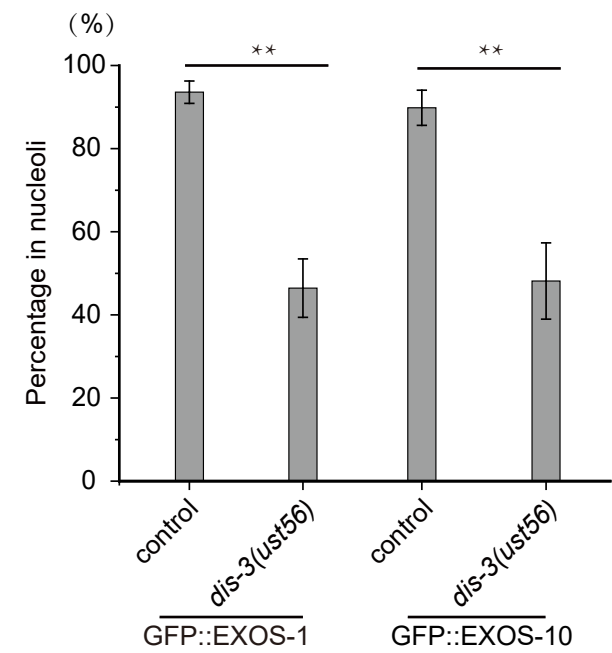 (%)
** **
100
80
60
40
20
0
Percentage in nucleoli
control
dis-3(ust56)
control
dis-3(ust56)
GFP::EXOS-1 GFP::EXOS-10